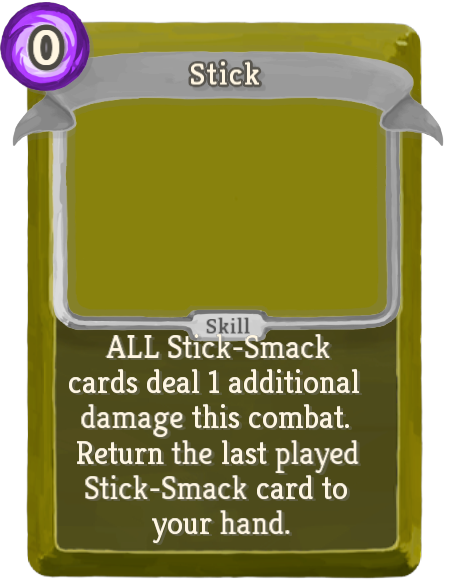 0
Stick
Skill
ALL Stick-Smack
cards deal 1 additional
damage this combat.
Return the last played
Stick-Smack card to
your hand.